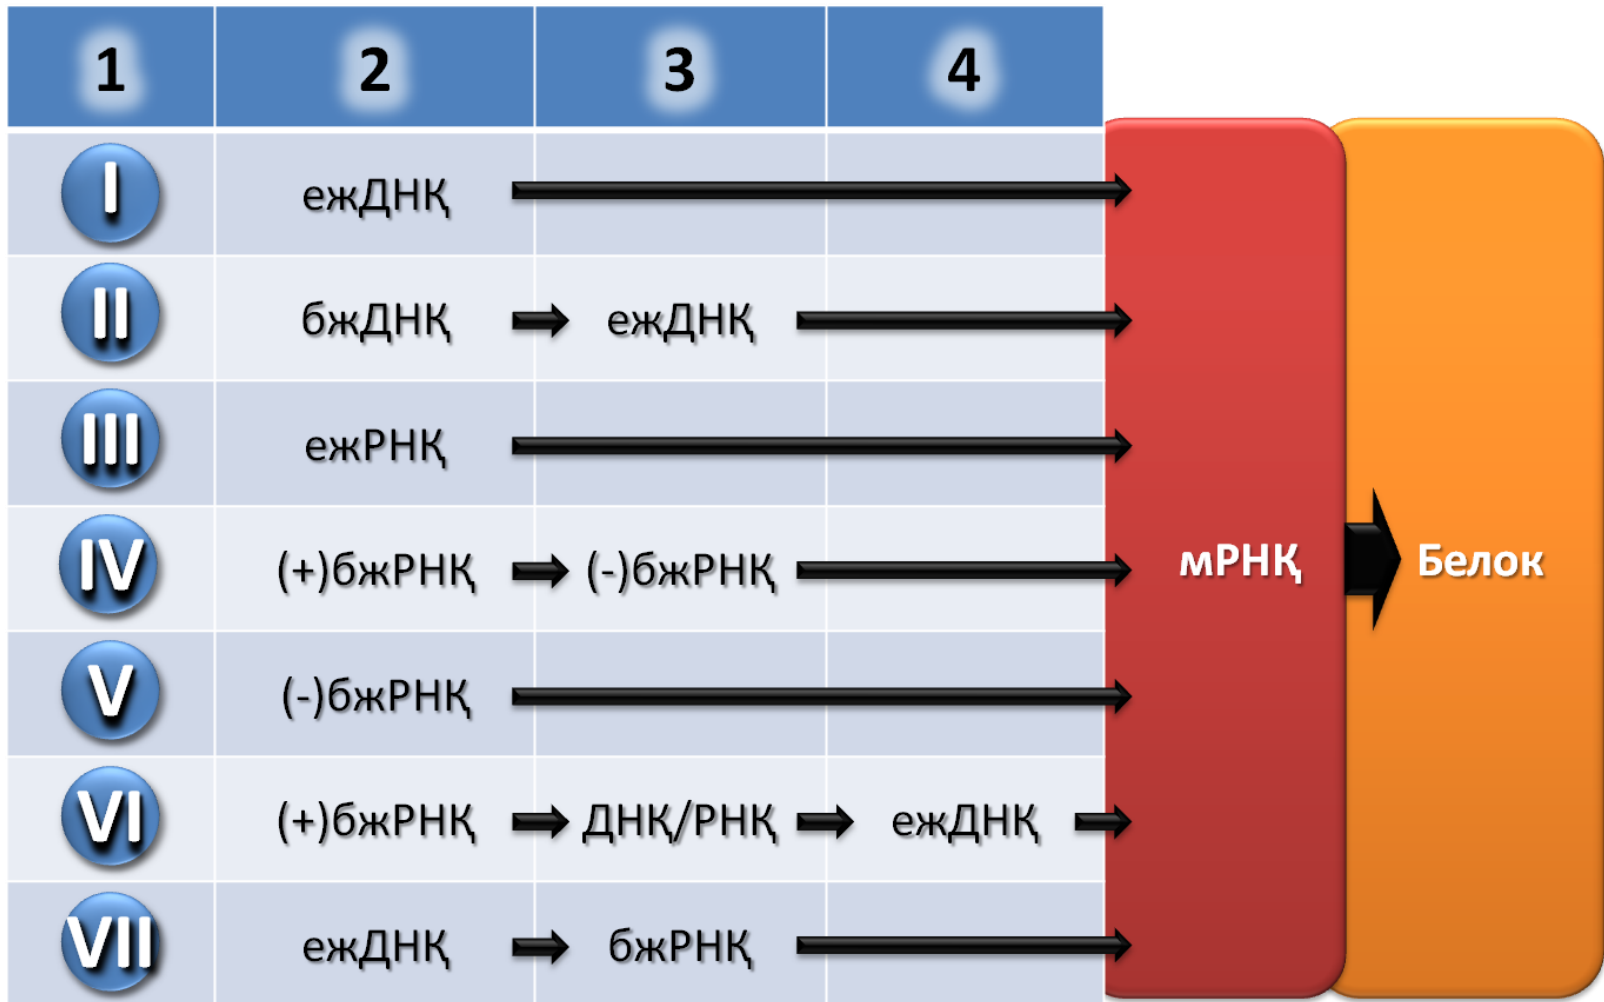 1 2 3 4
I ежДНҚ
II бжДНҚ ежДНҚ
III ежРНҚ
IV (+)бжРНҚ (-)бжРНҚ мРНҚ Белок
V (-)бжРНҚ
VI (+)бжРНҚ ДНҚ/РНҚ ежДНҚ
VII ежДНҚ бжРНҚ